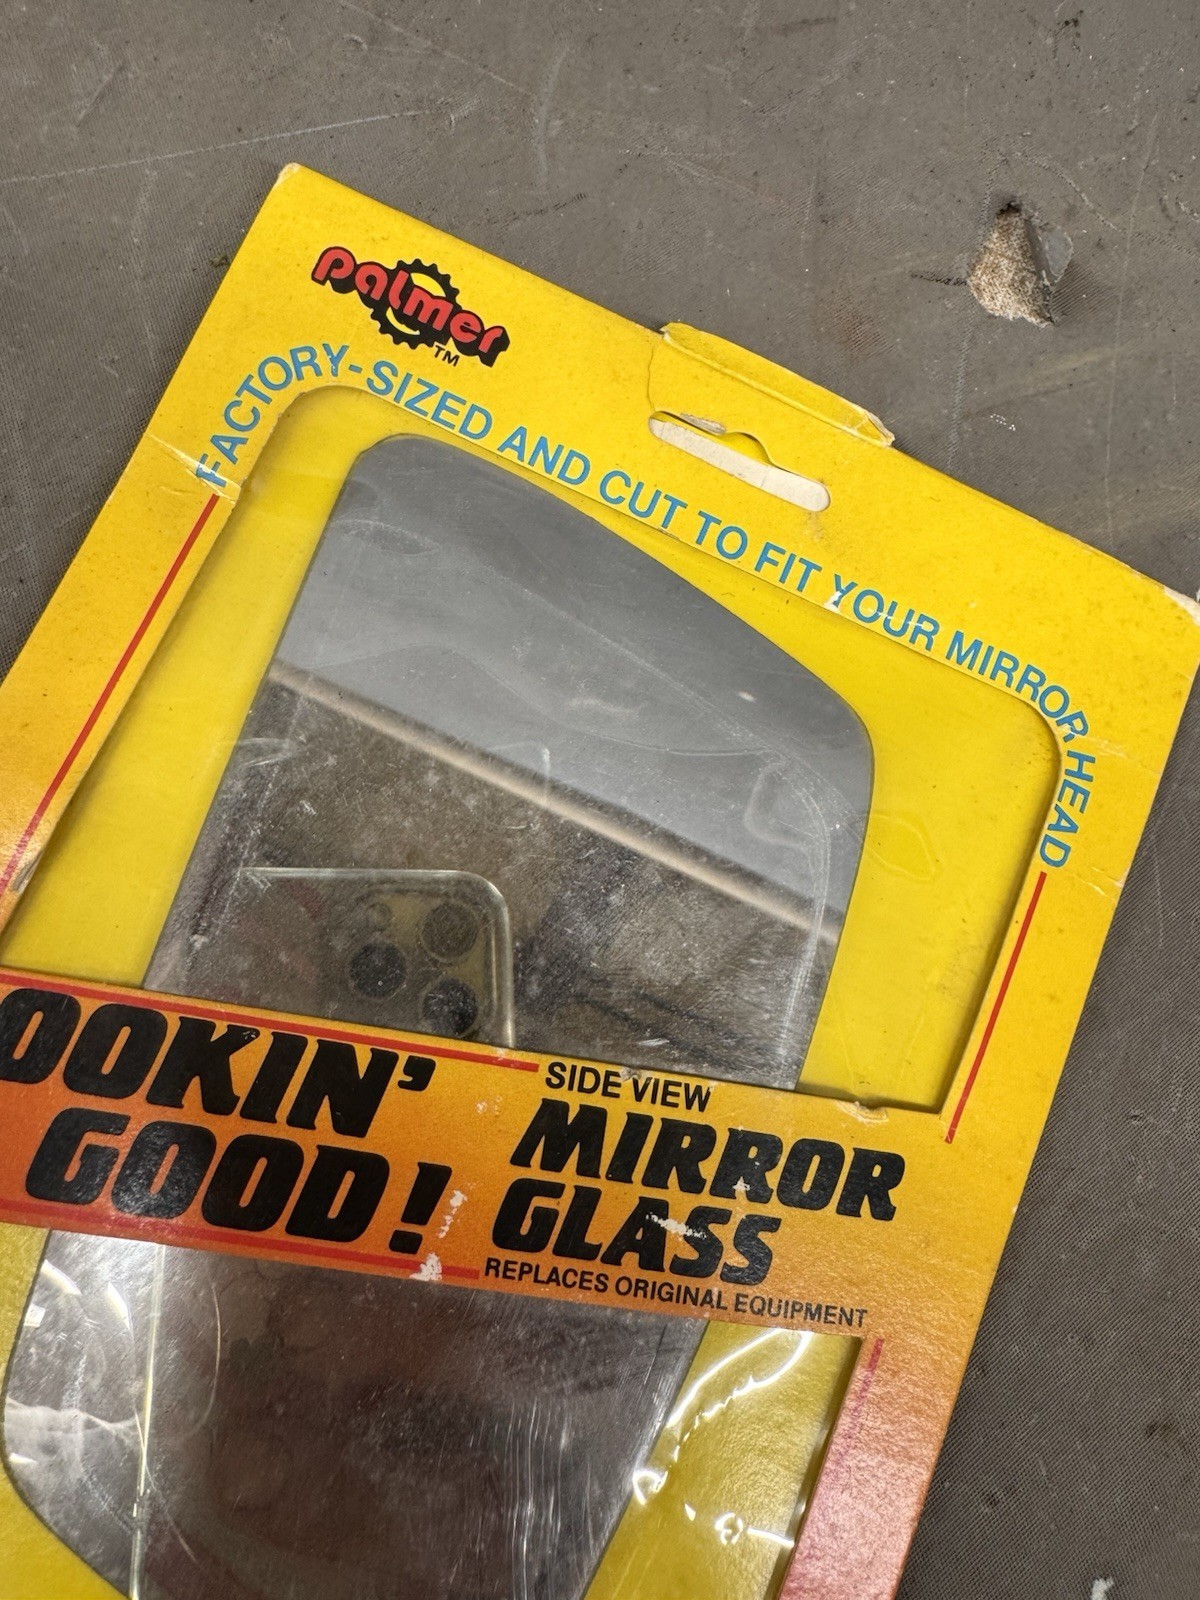 palmer
TM
FACTORY-SIZED AND CUT TO FIT YOUR MIRROR HEAD
OOKIN'
GOOD!
SIDE VIEW
MIRROR
GLASS
REPLACES ORIGINAL EQUIPMENT